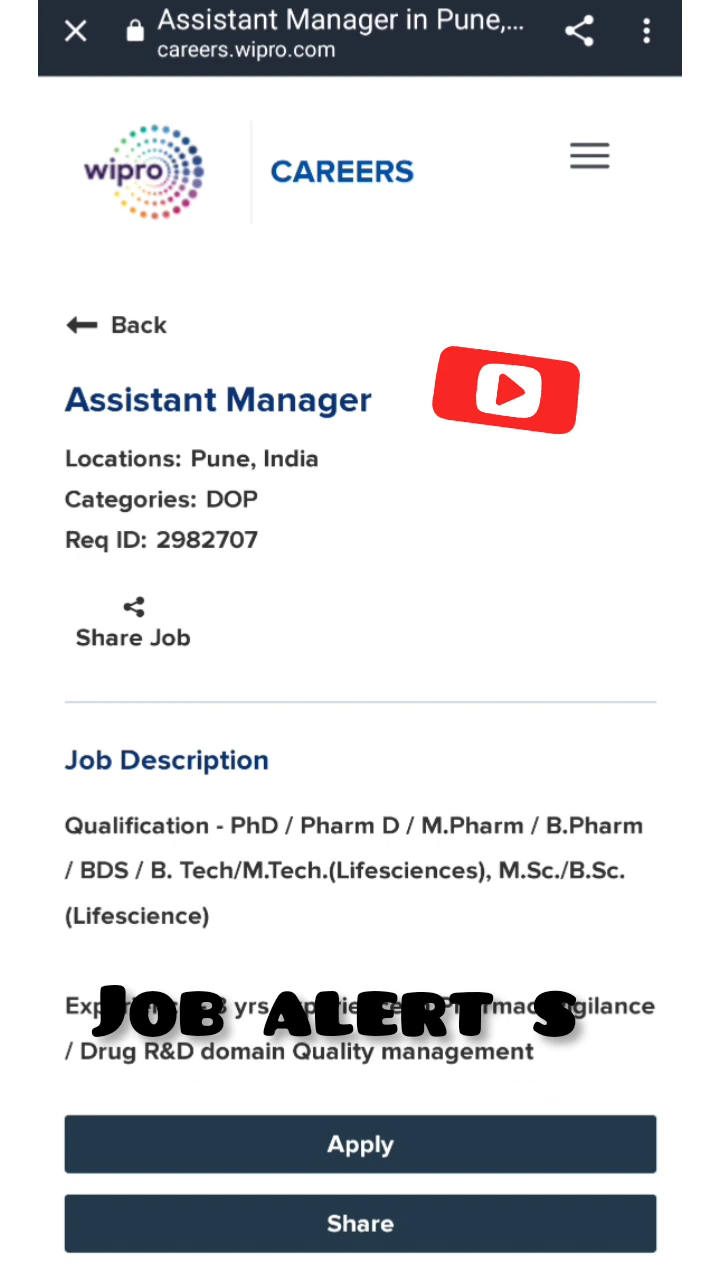 Assistant Manager in Pune,...
careers.wipro.com
wipro
CAREERS
Back
Assistant Manager
Locations: Pune, India
Categories: DOP
Req ID: 2982707
Share Job
Job Description
Qualification - PhD / Pharm D / M.Pharm / B.Pharm
/ BDS / B. Tech/M.Tech.(Lifesciences), M.Sc./B.Sc.
(Lifescience)
yrs
JOB ALERT S
/ Drug R&D domain Quality management
Apply
Share